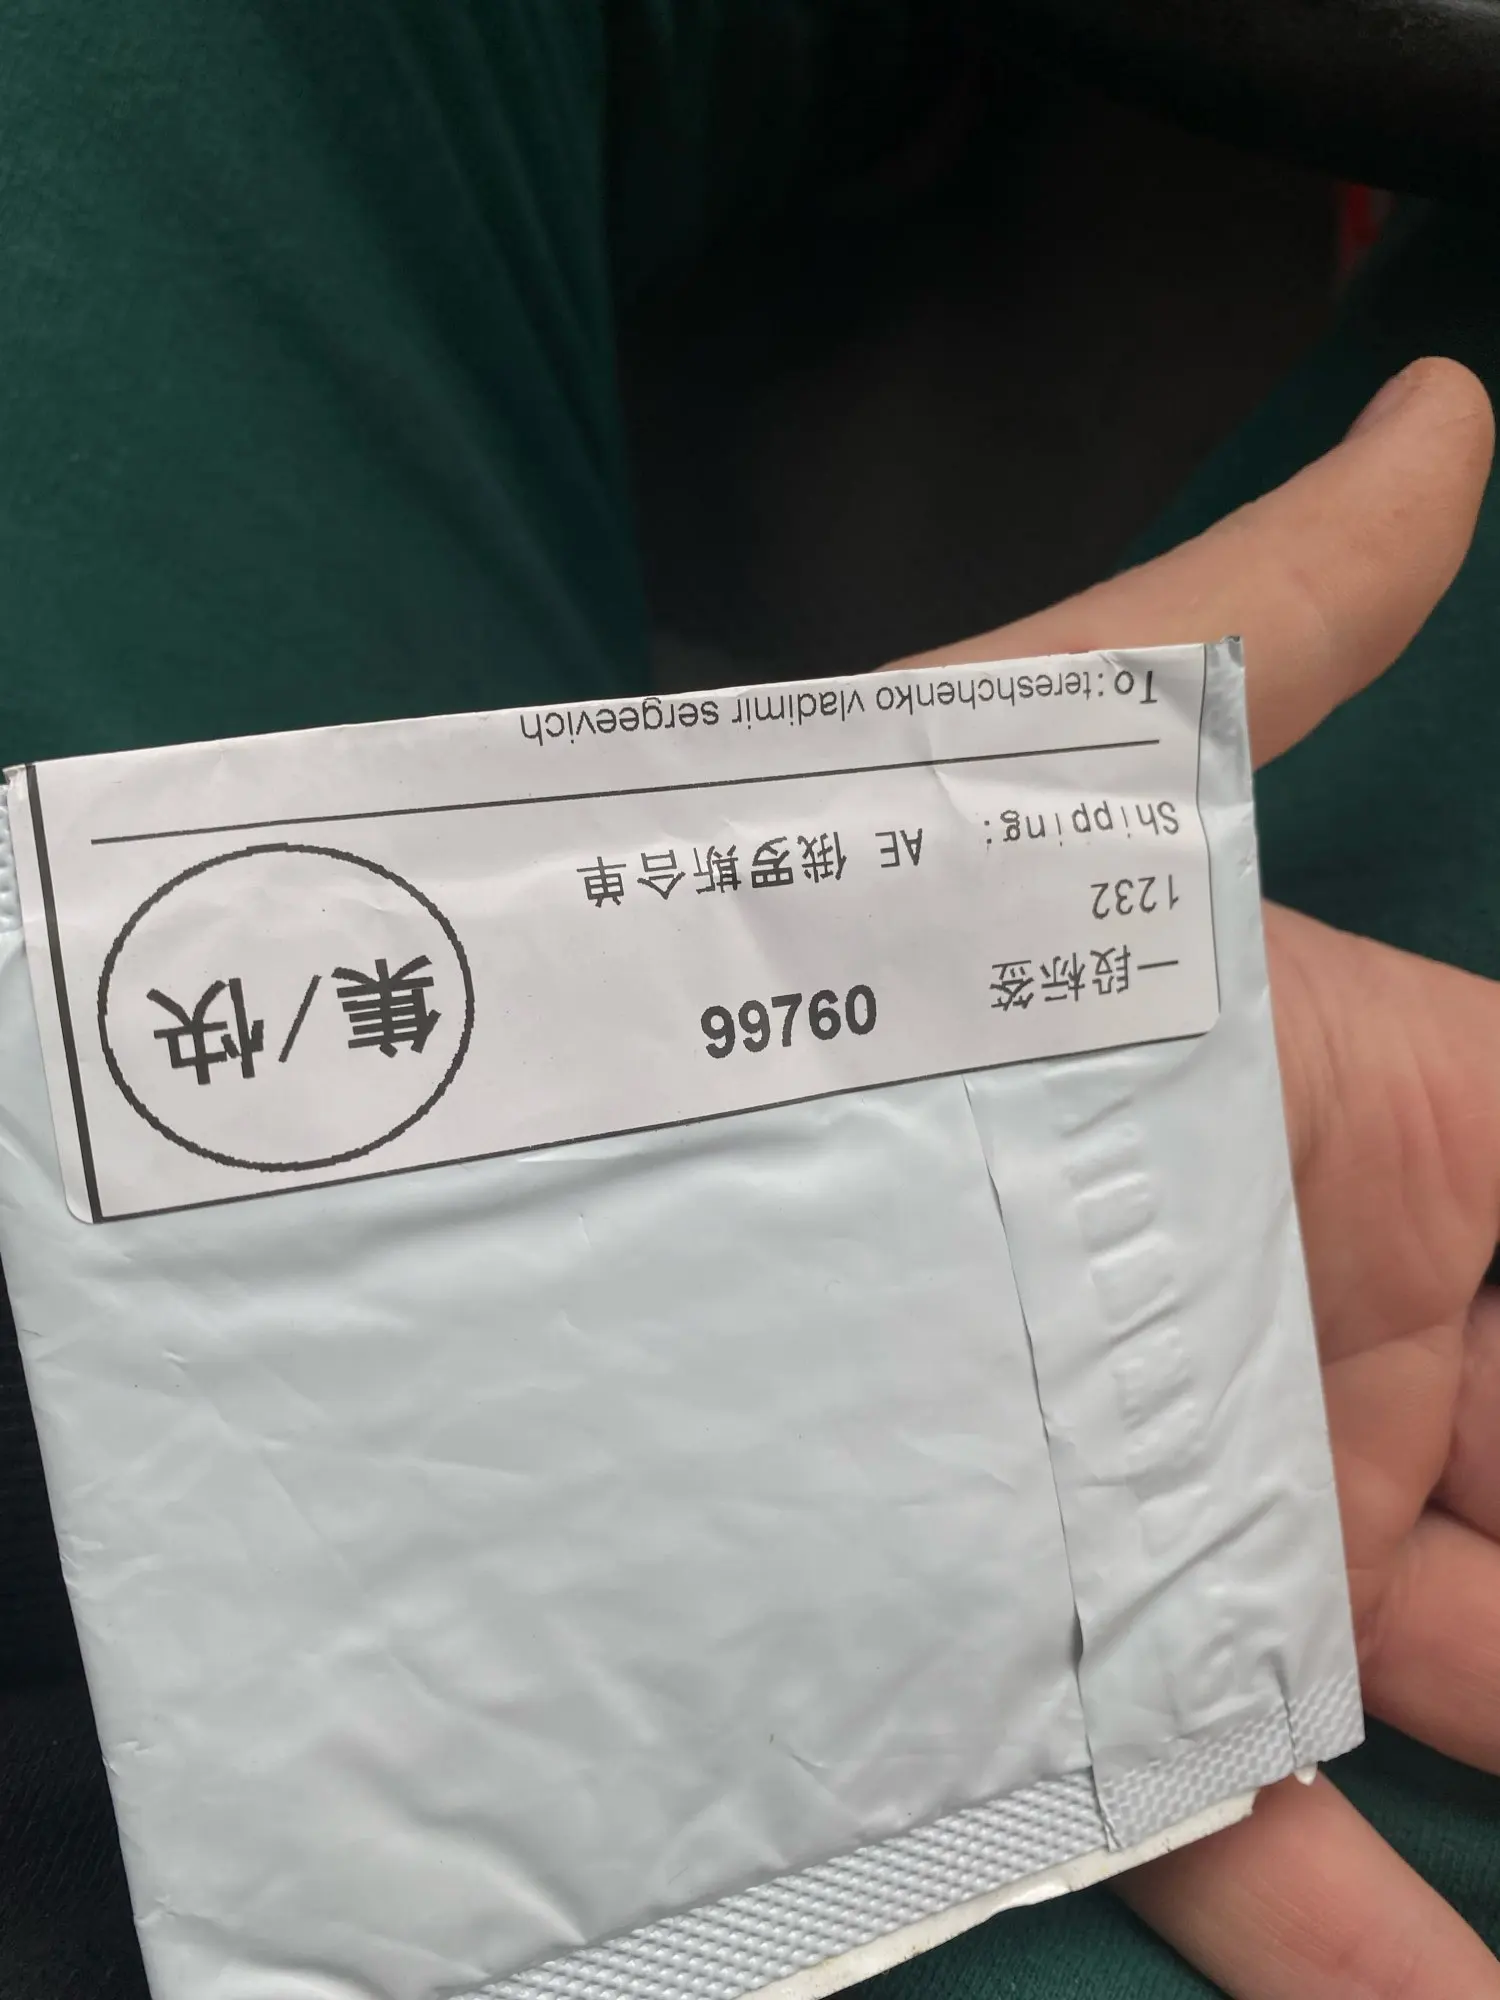 To:tereshchenko vladimir sergeevich
Shipping: AE 俄罗斯合单
1232
一段标签 99760
集/快